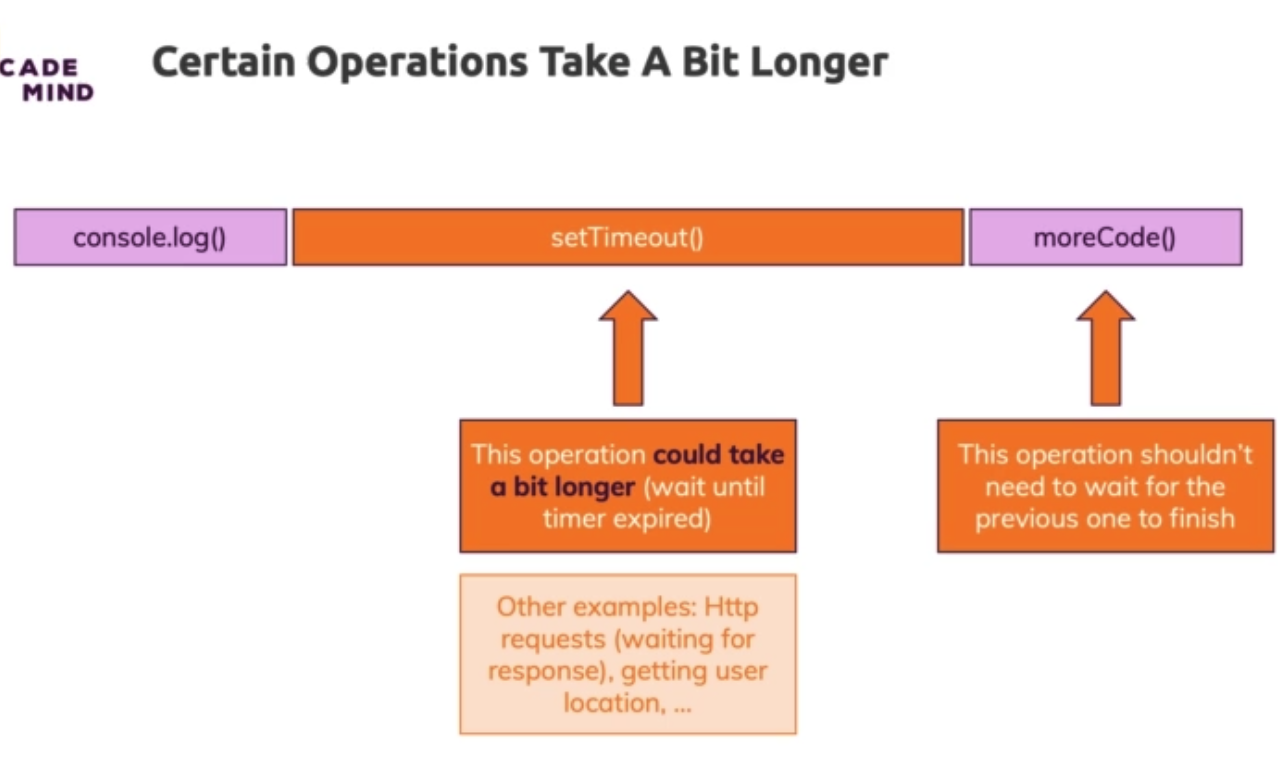 CADE
MIND
Certain Operations Take A Bit Longer
console.log()
setTimeout()
moreCode()
This operation could take
a bit longer (wait until
timer expired)
This operation shouldn't
need to wait for the
previous one to finish
Other examples: Http
requests (waiting for
response), getting user
location, ...